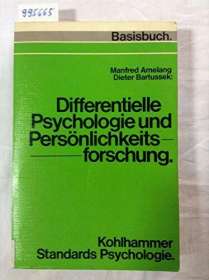 995665
Basisbuch.
Manfred Amelang
Dieter Bartussek:
Differentielle
Psychologie und
Persönlichkeits
forschung.
Kohlhammer
Standards Psychologie.